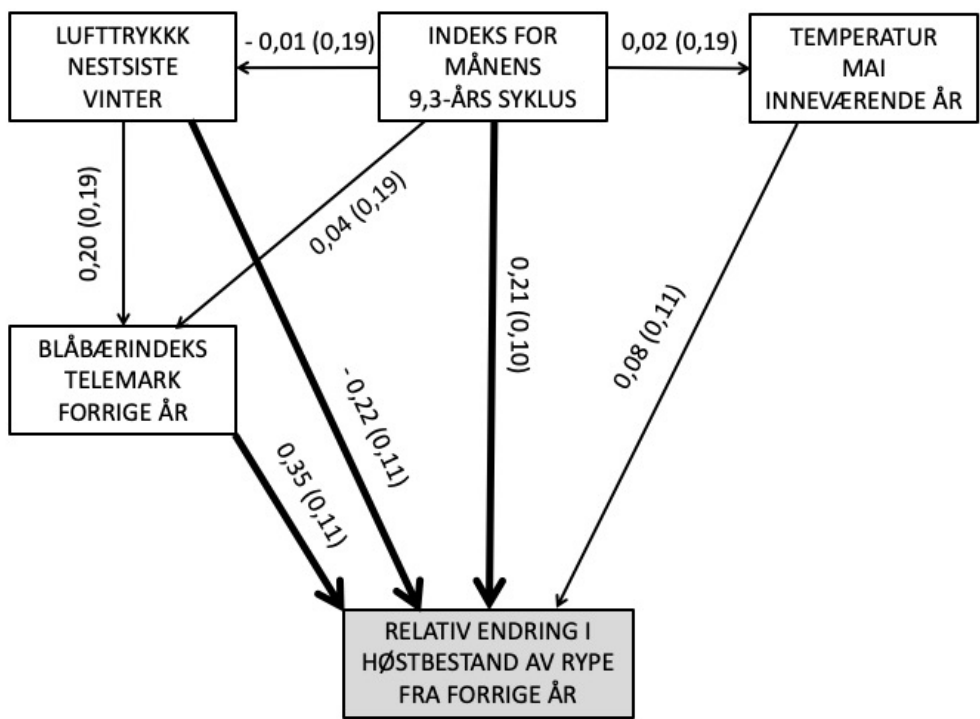 LUFTTRYKKK
NESTSISTE
VINTER
- 0,01 (0,19)
INDEKS FOR
MÅNENS
9,3-ÅRS SYKLUS
0,02 (0,19)
TEMPERATUR
MAI
INNEVÆRENDE ÅR
0,20 (0,19)
0,04 (0,19)
BLÅBÆRINDEKS
TELEMARK
FORRIGE ÅR
0,35 (0,11)
- 0,22 (0,11)
0,21 (0,10)
0,08 (0,11)
RELATIV ENDRING I
HØSTBESTAND AV RYPE
FRA FORRIGE ÅR